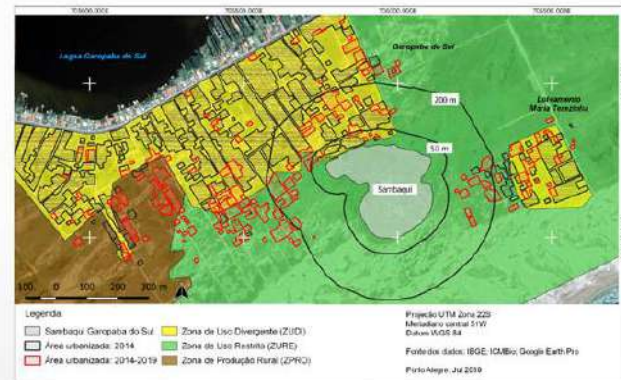 Lagoa Garopaba do Sul
Garopaba do Sul
200 m
Loteamento
Maria Terezinha
50 m
Sambaqui
100 0 100 200 300 m
Legenda
Sambaqui Garopaba do Sul
Área urbanizada: 2014
Área urbanizada: 2014-2019
Zona de Uso Divergente (ZUDI)
Zona de Uso Restrito (ZURE)
Zona de Produção Rural (ZPRO)
Projeção UTM Zona 22S
Meridiano central 51W
Datum WGS 84
Fonte dos dados: IBGE; ICMBio; Google Earth Pro
Porto Alegre, Jul 2019